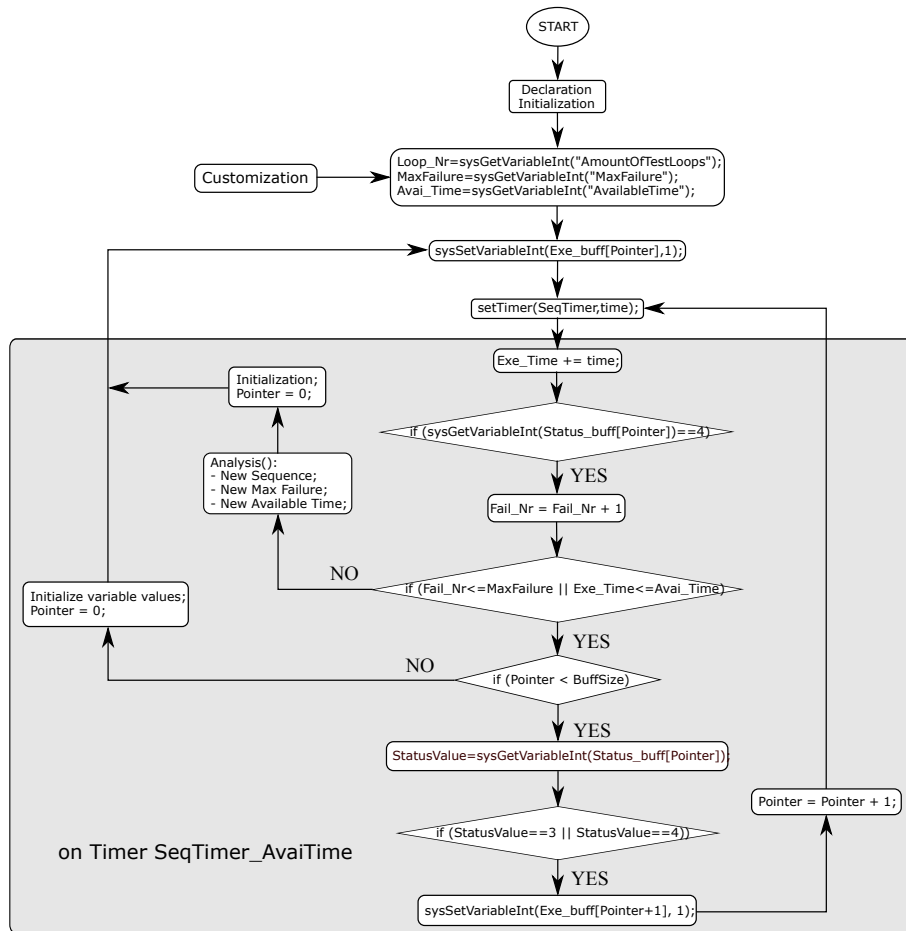 START
Declaration
Initialization
Loop_Nr=sysGetVariableInt("AmountOfTestLoops");
MaxFailure=sysGetVariableInt("MaxFailure");
Avai_Time=sysGetVariableInt("AvailableTime");
Customization
sysSetVariableInt(Exe_buff[Pointer],1);
setTimer(SeqTimer,time);
Exe_Time += time;
Initialization;
Pointer = 0;
if (sysGetVariableInt(Status_buff[Pointer])==4)
YES
Analysis():
- New Sequence;
- New Max Failure;
- New Available Time;
Fail_Nr = Fail_Nr + 1
NO
if (Fail_Nr<=MaxFailure || Exe_Time<=Avai_Time)
Initialize variable values;
Pointer = 0;
YES
NO
if (Pointer < BuffSize)
YES
StatusValue=sysGetVariableInt(Status_buff[Pointer]);
Pointer = Pointer + 1;
if (StatusValue==3 || StatusValue==4))
on Timer SeqTimer_AvaiTime
YES
sysSetVariableInt(Exe_buff[Pointer+1], 1);